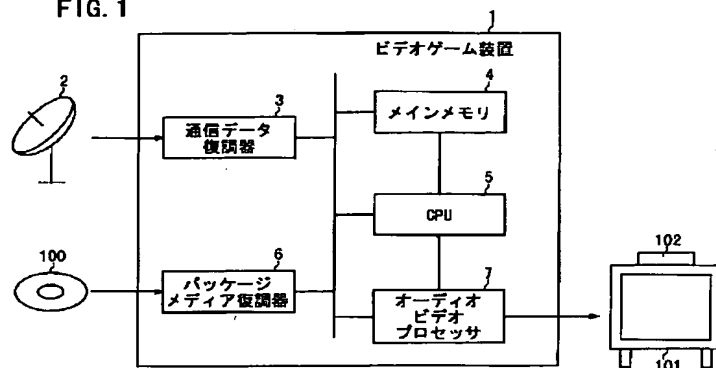 FIG. 1
1
ビデオゲーム装置
2
3
通信データ
復調器
4
メインメモリ
5
CPU
100
6
パッケージ
メディア復調器
7
オーディオ
ビデオ
プロセッサ
102
101